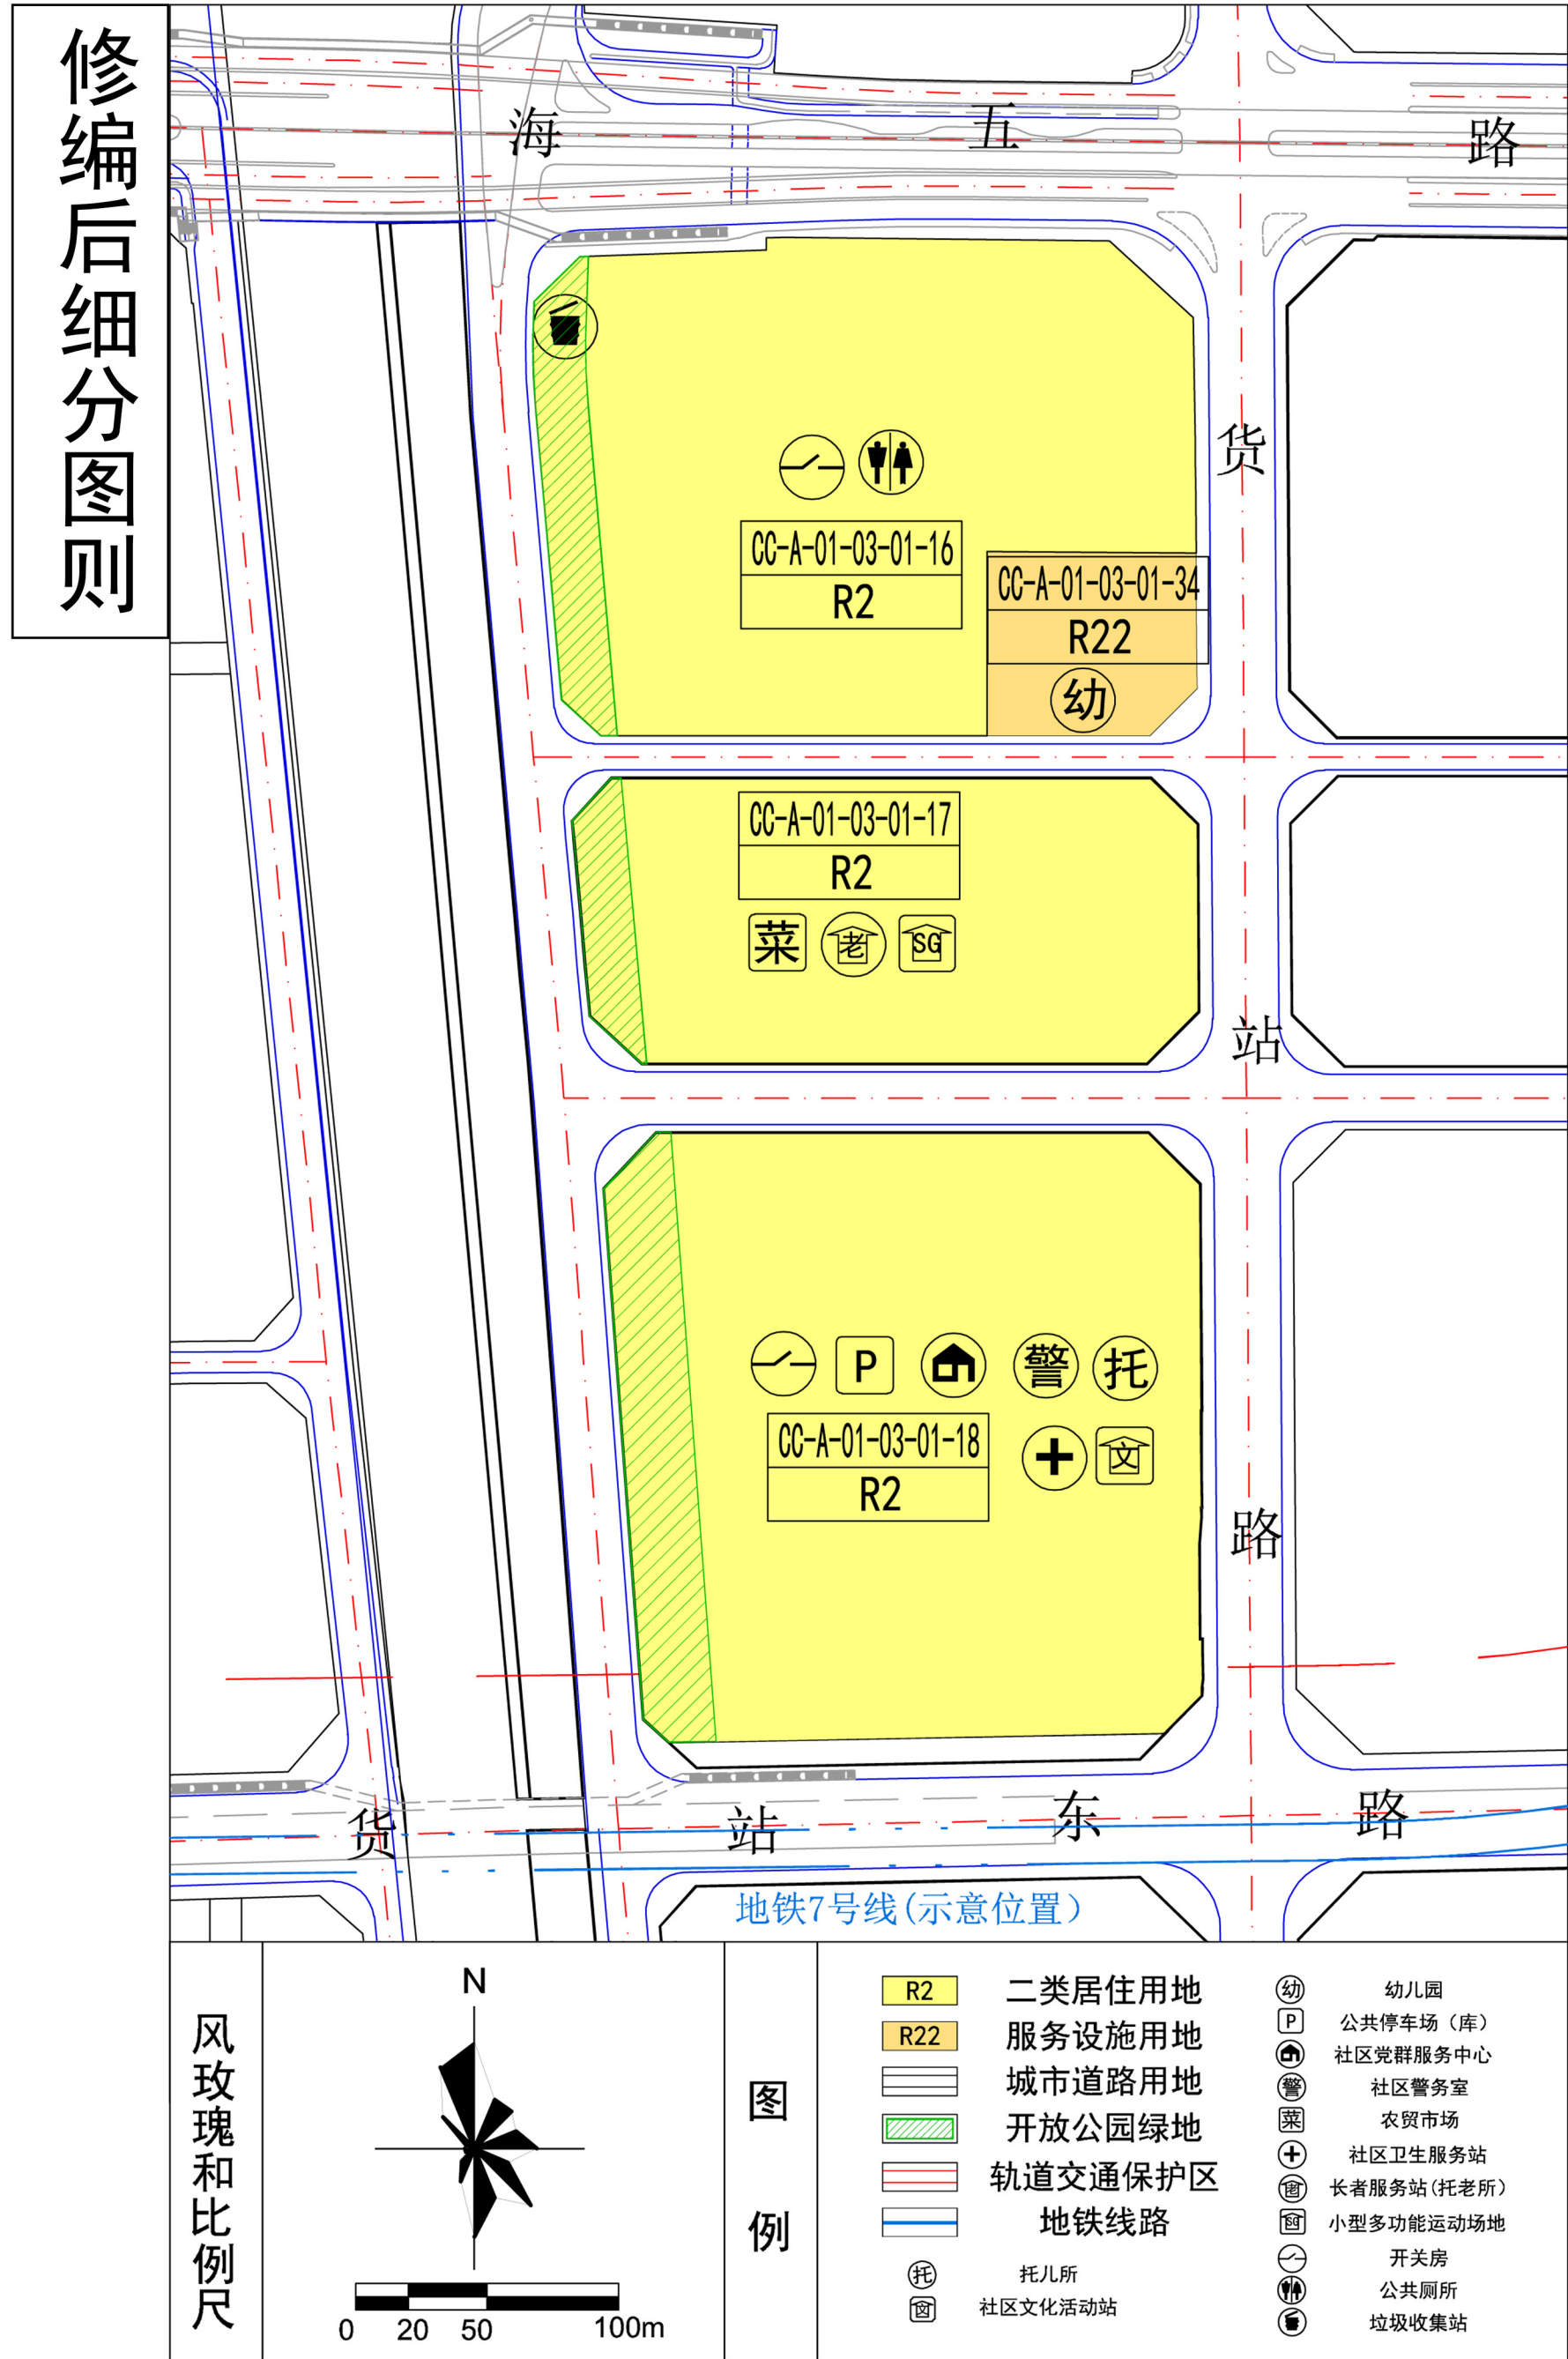 修编后细分图则
海五路
CC-A-01-03-01-16
R2
CC-A-01-03-01-34
R22
幼
货站路
CC-A-01-03-01-17
R2
菜 老 SG
P 警 托
CC-A-01-03-01-18
R2
文
货站东路
地铁7号线(示意位置)
风玫瑰和比例尺
N
0 20 50 100m
图例
R2 二类居住用地
R22 服务设施用地
城市道路用地
开放公园绿地
轨道交通保护区
地铁线路
托 托儿所
文 社区文化活动站
幼 幼儿园
P 公共停车场（库）
社区党群服务中心
警 社区警务室
菜 农贸市场
社区卫生服务站
老 长者服务站(托老所)
SG 小型多功能运动场地
开关房
公共厕所
垃圾收集站